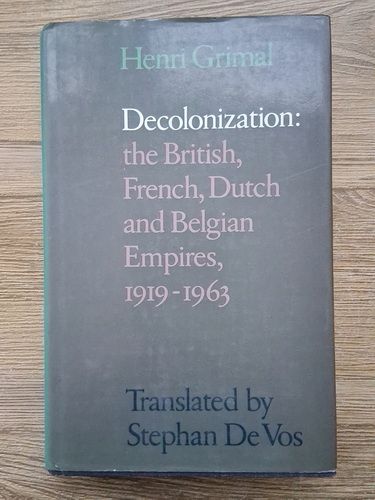 Henri Grimal
Decolonization:
the British,
French, Dutch
and Belgian
Empires,
1919-1963
Translated by
Stephan De Vos